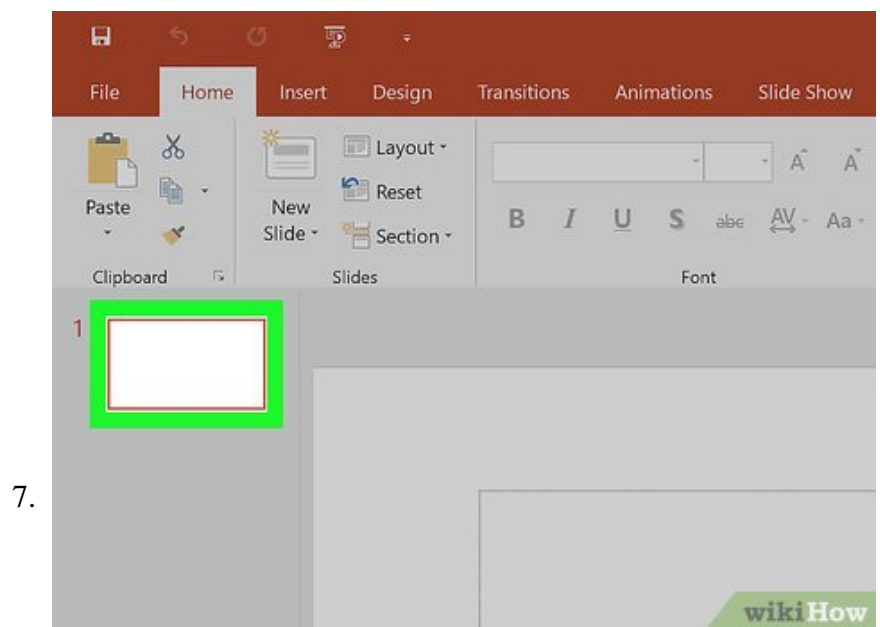 File Home Insert Design Transitions Animations Slide Show
Layout
Reset
Paste New
Slide Section
B I U S abc AV Aa
A A
Clipboard Slides Font
1
7.
wikiHow